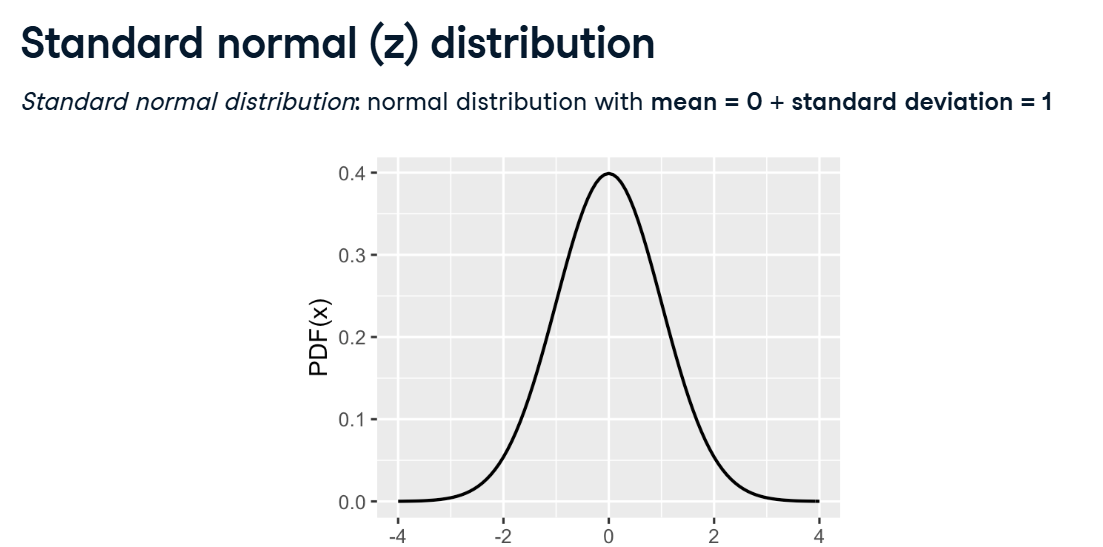 Standard normal (z) distribution
Standard normal distribution: normal distribution with mean = 0 + standard deviation = 1
0.4
0.3
0.2
0.1
0.0
PDF(x)
-4 -2 0 2 4